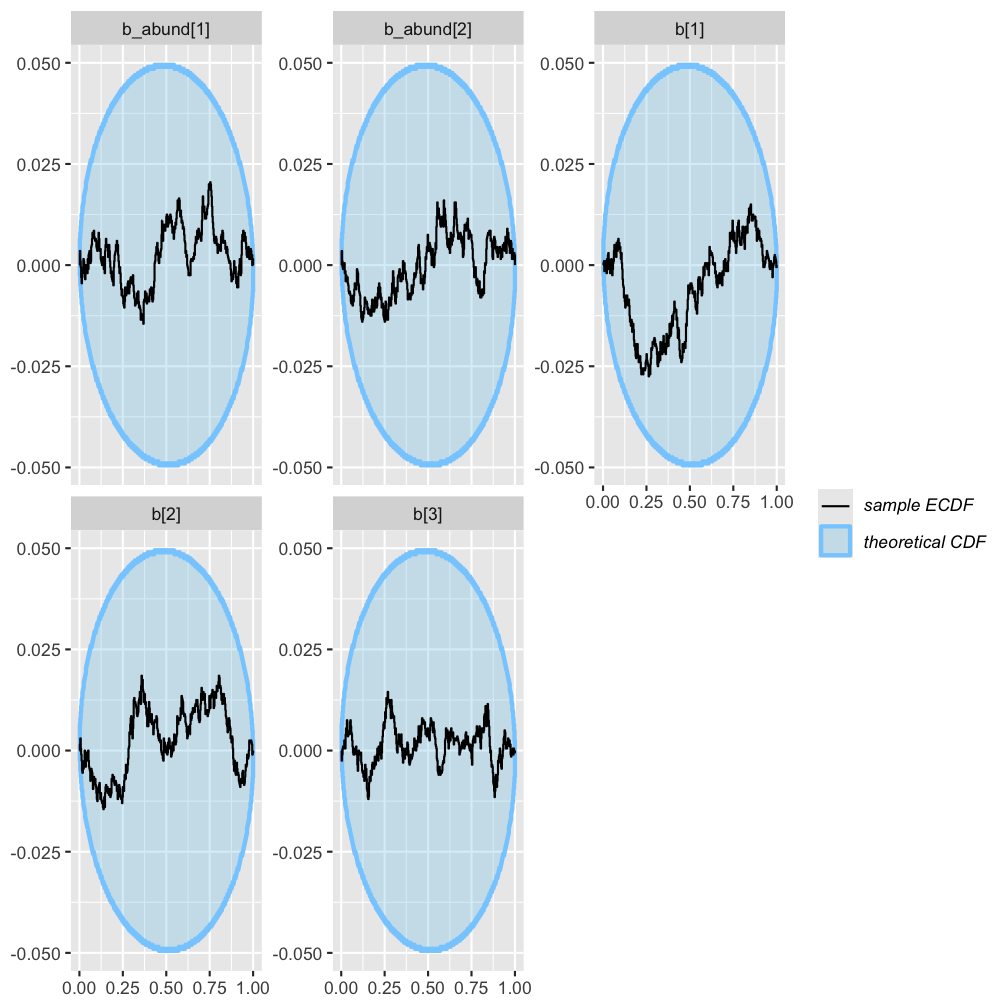 b_abund[1] b_abund[2] b[1]
0.050 0.050 0.050
0.025 0.025 0.025
0.000 0.000 0.000
-0.025 -0.025 -0.025
-0.050 -0.050 -0.050
0.00 0.25 0.50 0.75 1.00
b[2] b[3]
0.050 0.050
0.025 0.025
0.000 0.000
-0.025 -0.025
-0.050 -0.050
0.00 0.25 0.50 0.75 1.00 0.00 0.25 0.50 0.75 1.00
sample ECDF
theoretical CDF